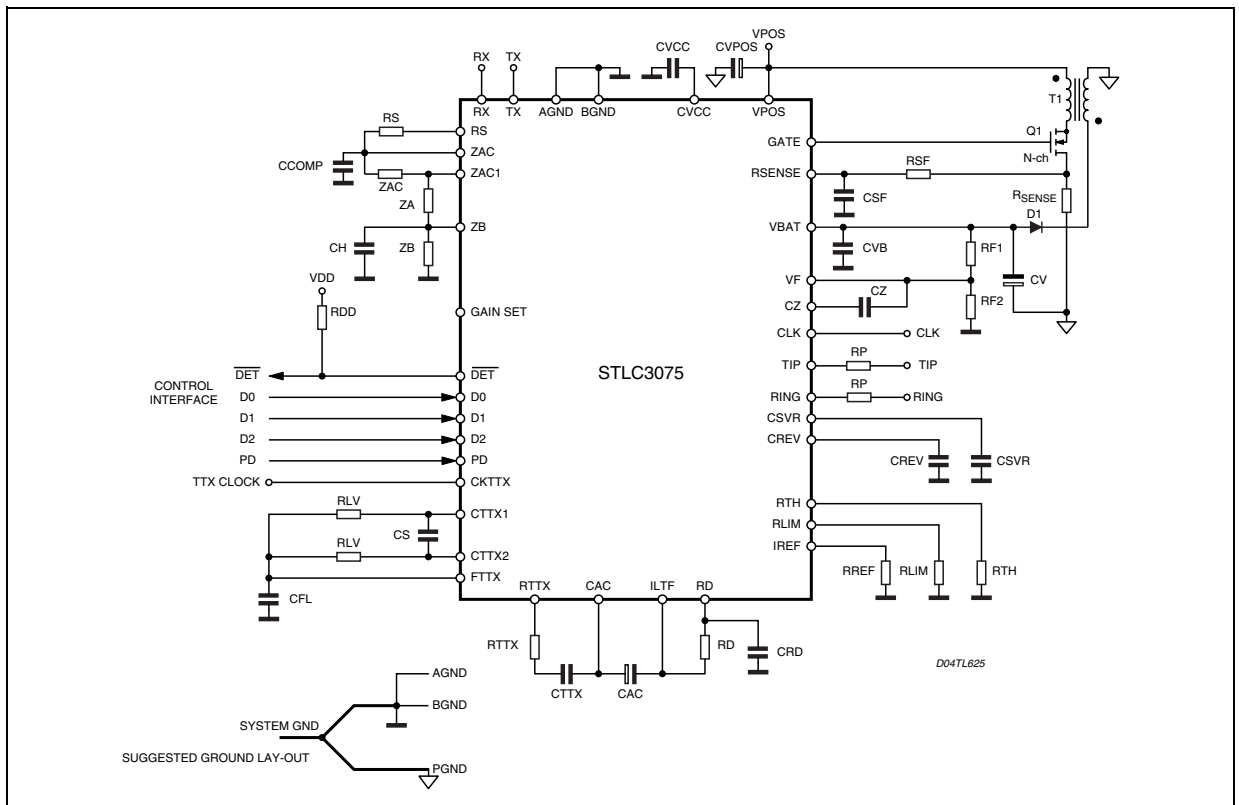 VPOS
RX TX CVCC CVPOS
RX TX AGND BGND CVCC VPOS
T1
RS
RS
GATE
Q1
N-ch
ZAC
CCOMP
RSENSE
RSF
ZAC1
ZAC
CSF
RSENSE
ZA
D1
VBAT
ZB
CH
ZB
CVB
RF1
VF
CV
VDD
CZ
CZ
RF2
RDD
GAIN SET
CLK
CLK
STLC3075
TIP
RP
TIP
DET
DET
CONTROL
INTERFACE
RP
RING
RING
D0
D0
D1
D1
CSVR
D2
D2
CREV
PD
PD
CREV
CSVR
TTX CLOCK
CKTTX
RTH
RLV
CTTX1
RLIM
CS
RLV
CTTX2
IREF
FTTX
RREF
RLIM
RTH
CFL
RTTX CAC ILTF RD
RTTX
RD
CRD
CTTX
CAC
D04TL625
AGND
BGND
SYSTEM GND
SUGGESTED GROUND LAY-OUT
PGND